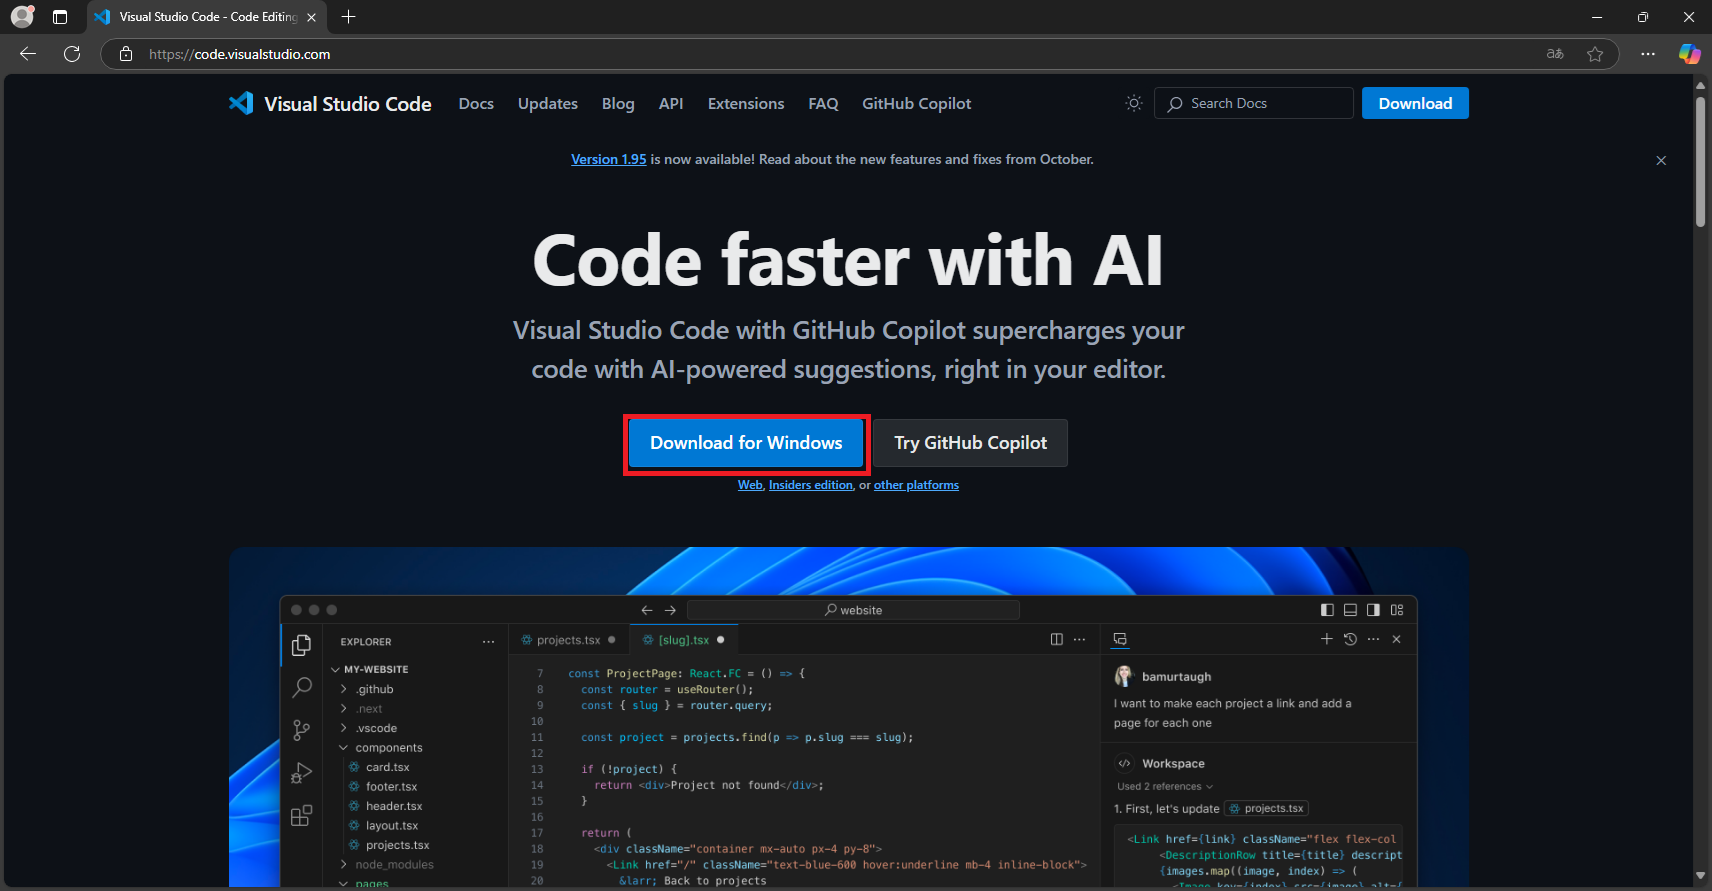 Visual Studio Code - Code Editing
https://code.visualstudio.com
Visual Studio Code Docs Updates Blog API Extensions FAQ GitHub Copilot Search Docs Download
Version 1.95 is now available! Read about the new features and fixes from October.
Code faster with AI
Visual Studio Code with GitHub Copilot supercharges your
code with AI-powered suggestions, right in your editor.
Download for Windows Try GitHub Copilot
Web, Insiders edition, or other platforms
website
EXPLORER
MY-WEBSITE
.github
.next
.vscode
components
card.tsx
footer.tsx
header.tsx
layout.tsx
projects.tsx
node_modules
pages
projects.tsx [slug].tsx
7 const ProjectPage: React.FC = () => {
8 const router = useRouter();
9 const { slug } = router.query;
10
11 const project = projects.find(p => p.slug === slug);
12
13 if (!project) {
14 return <div>Project not found</div>;
15 }
16
17 return (
18 <div className="container mx-auto px-4 py-8">
19 <Link href="/" className="text-blue-600 hover:underline mb-4 inline-block">
20 &larr; Back to projects
bamurtaugh
I want to make each project a link and add a
page for each one
Workspace
Used 2 references
1. First, let's update projects.tsx
<Link href={link} className="flex flex-col
<DescriptionRow title={title} descript
{images.map((image, index) => (
<Image key={index} src={image} alt={